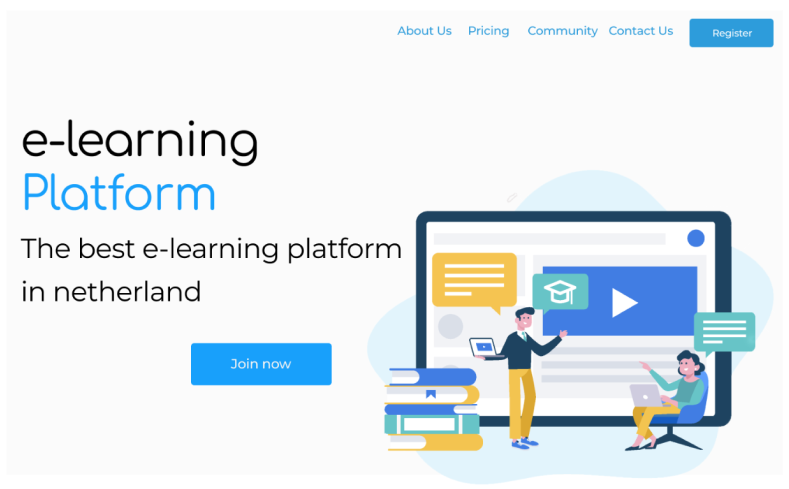 About Us Pricing Community Contact Us Register
e-learning
Platform
The best e-learning platform
in netherland
Join now